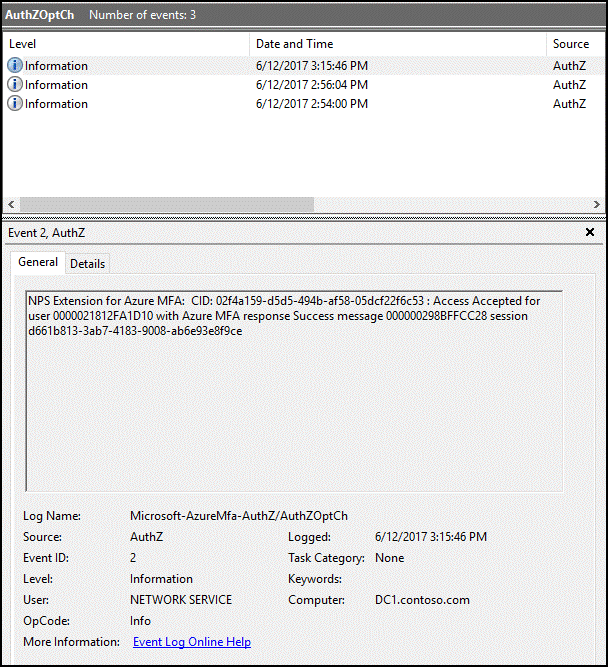 AuthZOptCh Number of events: 3
Level Date and Time Source
Information 6/12/2017 3:15:46 PM AuthZ
Information 6/12/2017 2:56:04 PM AuthZ
Information 6/12/2017 2:54:00 PM AuthZ
Event 2, AuthZ
General Details
NPS Extension for Azure MFA: CID: 02f4a159-d5d5-494b-af58-05dcf22f6c53 : Access Accepted for
user 0000021812FA1D10 with Azure MFA response Success message 000000298BFFCC28 session
d661b813-3ab7-4183-9008-ab6e93e8f9ce
Log Name: Microsoft-AzureMfa-AuthZ/AuthZOptCh
Source: AuthZ Logged: 6/12/2017 3:15:46 PM
Event ID: 2 Task Category: None
Level: Information Keywords:
User: NETWORK SERVICE Computer: DC1.contoso.com
OpCode: Info
More Information: Event Log Online Help